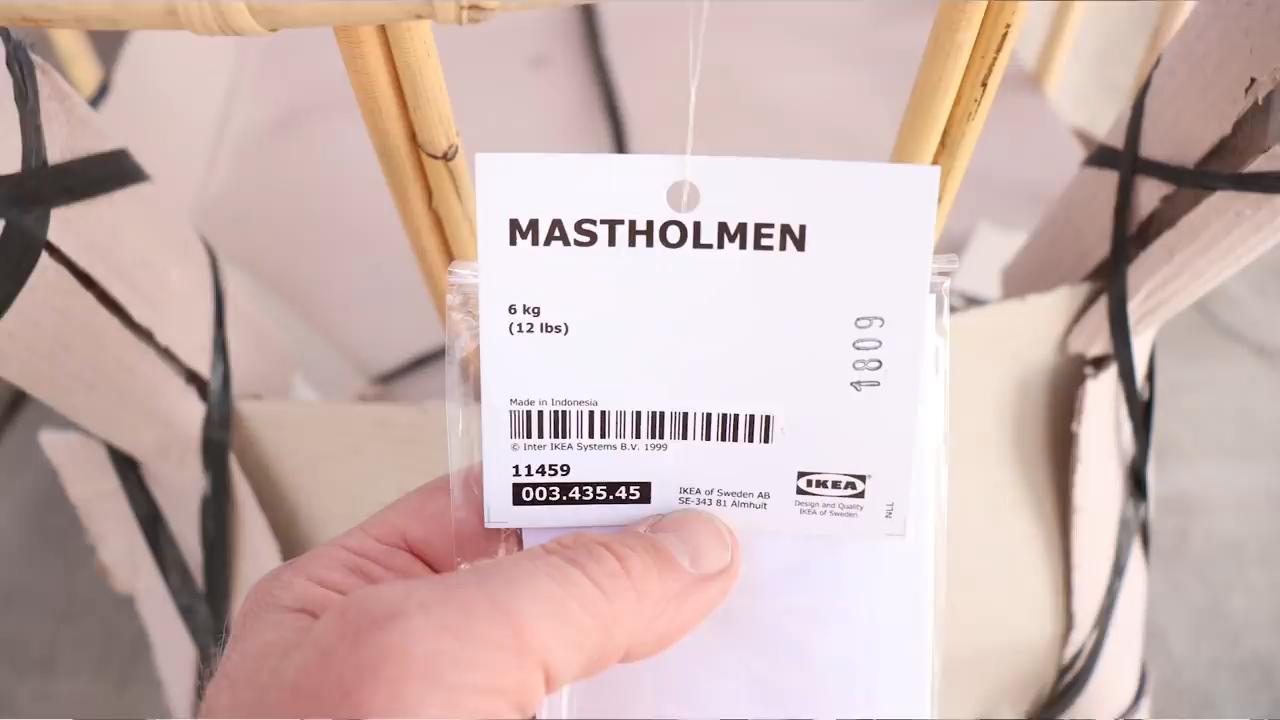 MASTHOLMEN
6 kg
(12 lbs)
1809
Made in Indonesia
© Inter IKEA Systems B.V. 1999
11459
003.435.45
IKEA of Sweden AB
SE-343 81 Älmhult
IKEA®
Design and Quality
IKEA of Sweden
NLL